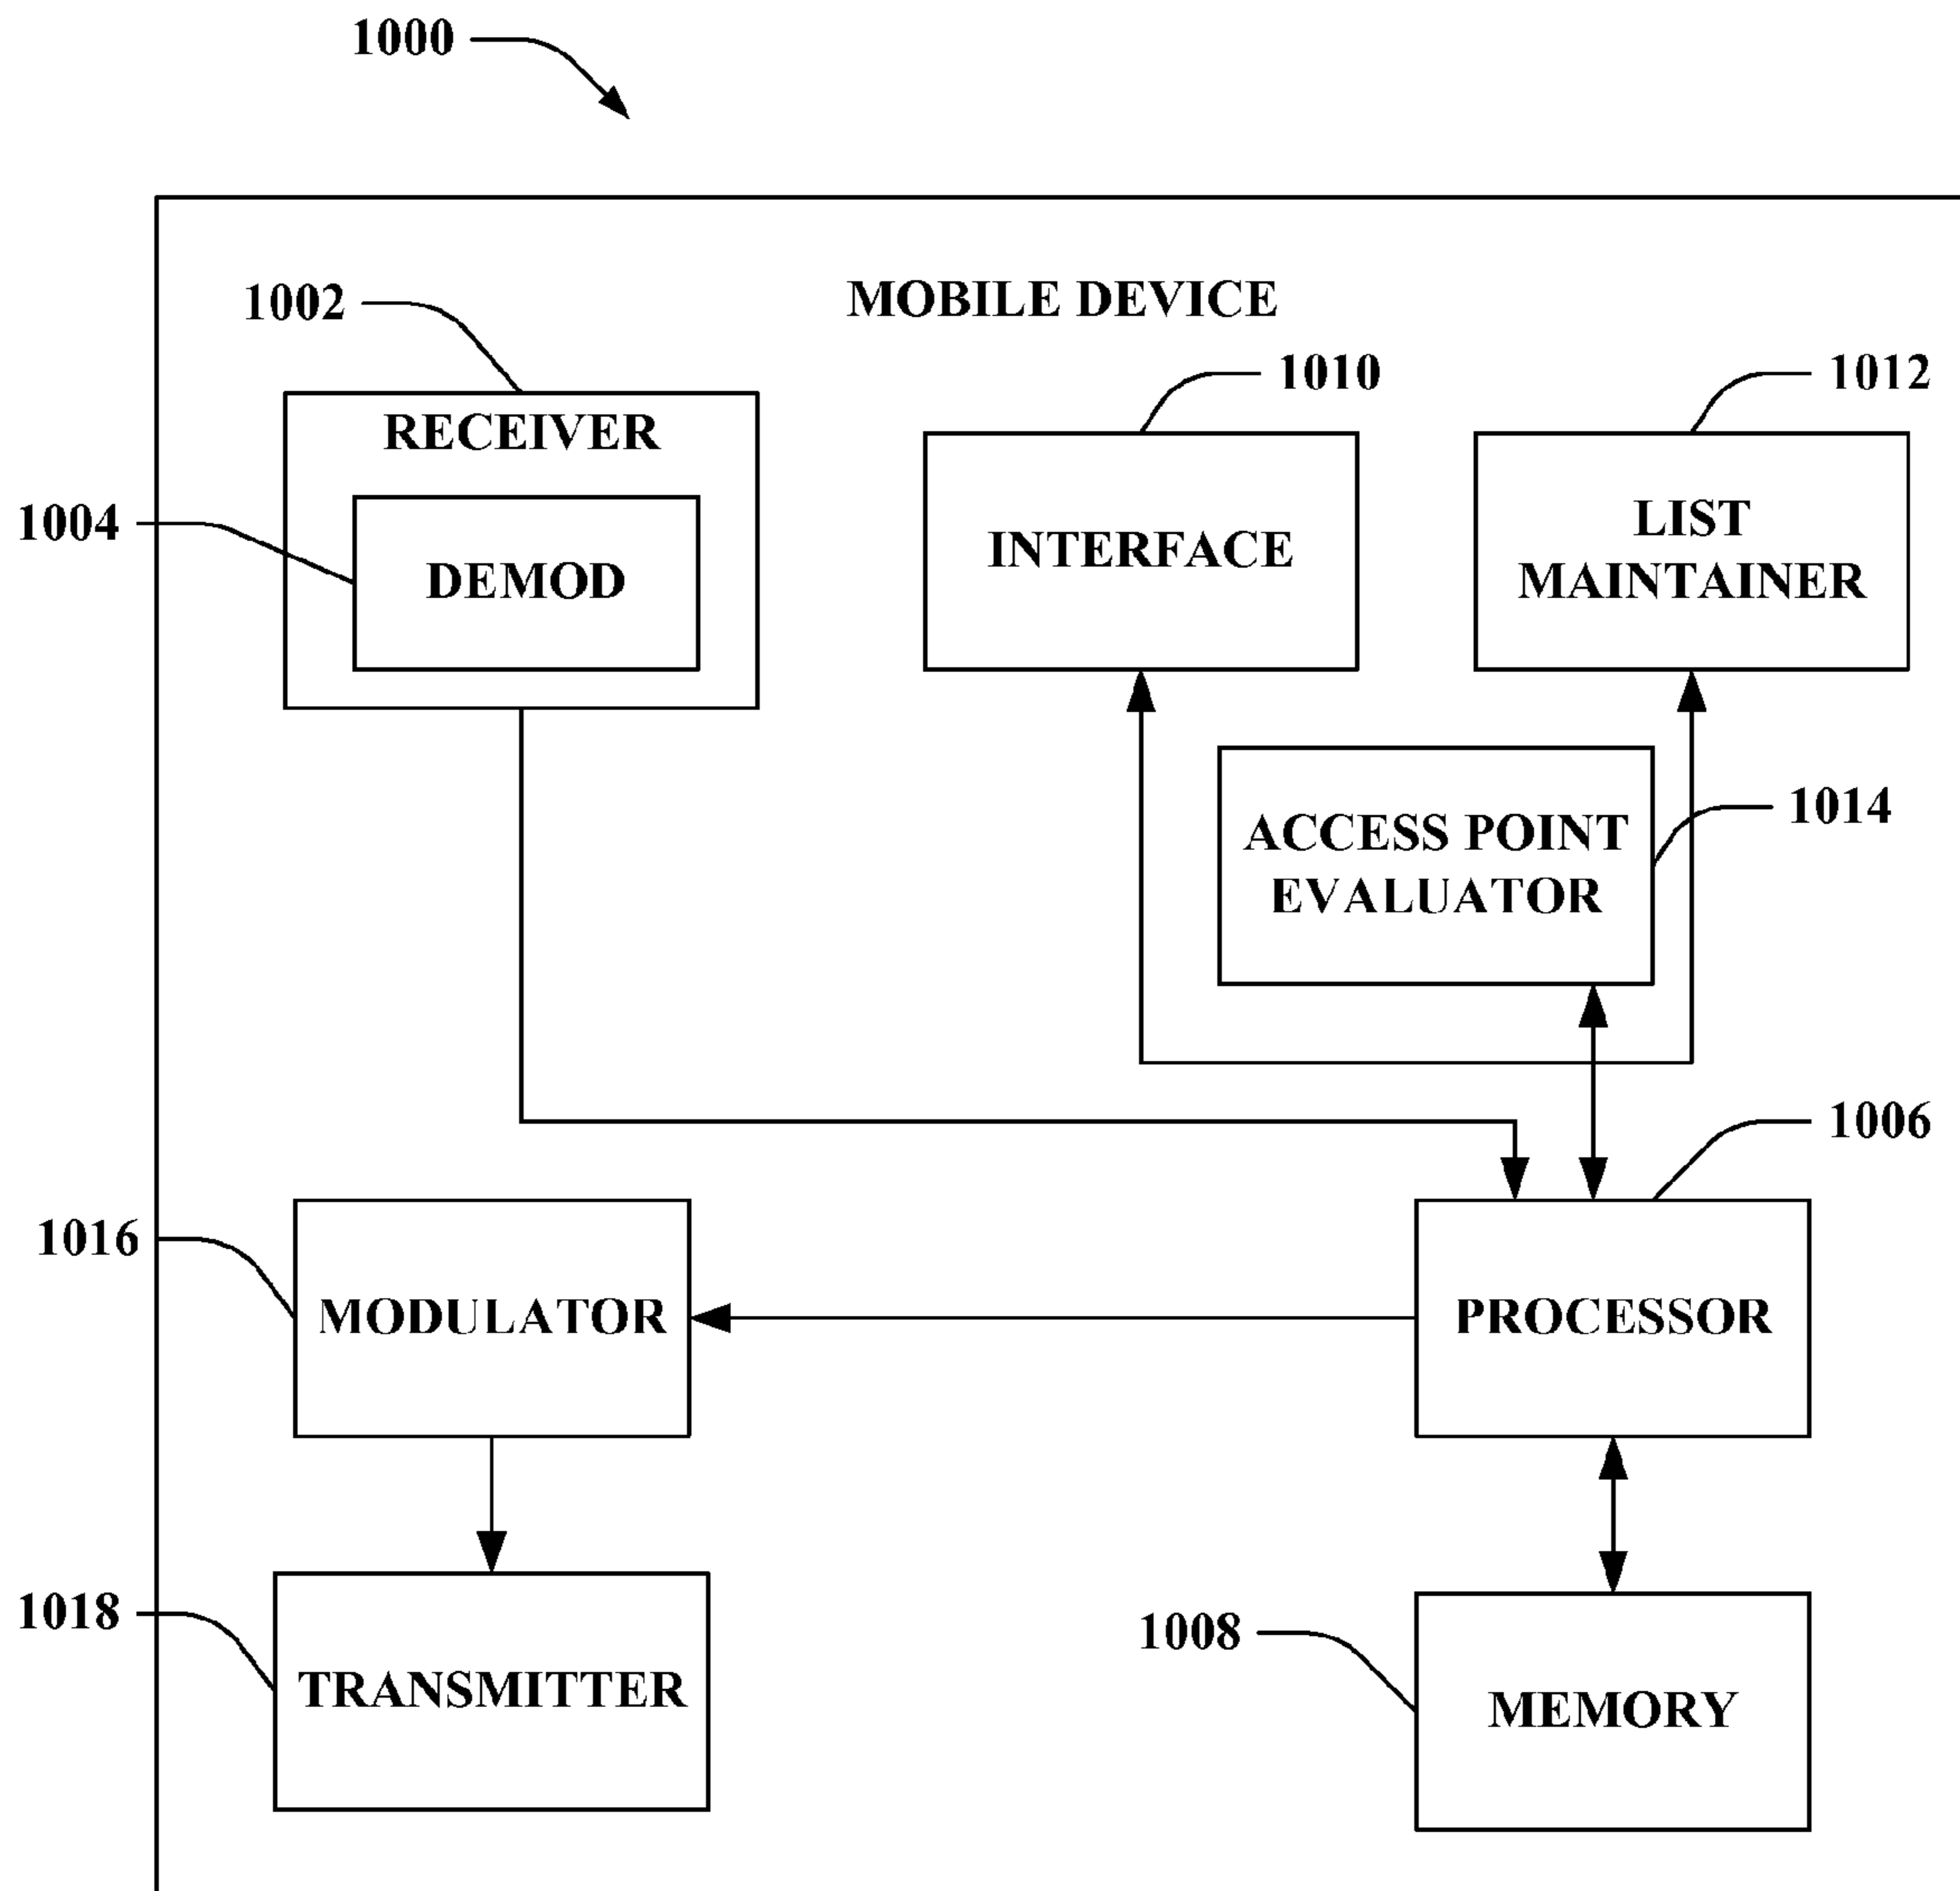 1000
MOBILE DEVICE
1002
1010
1012
RECEIVER
1004
DEMOD
INTERFACE
LIST
MAINTAINER
1014
ACCESS POINT
EVALUATOR
1006
1016
MODULATOR
PROCESSOR
1018
TRANSMITTER
1008
MEMORY